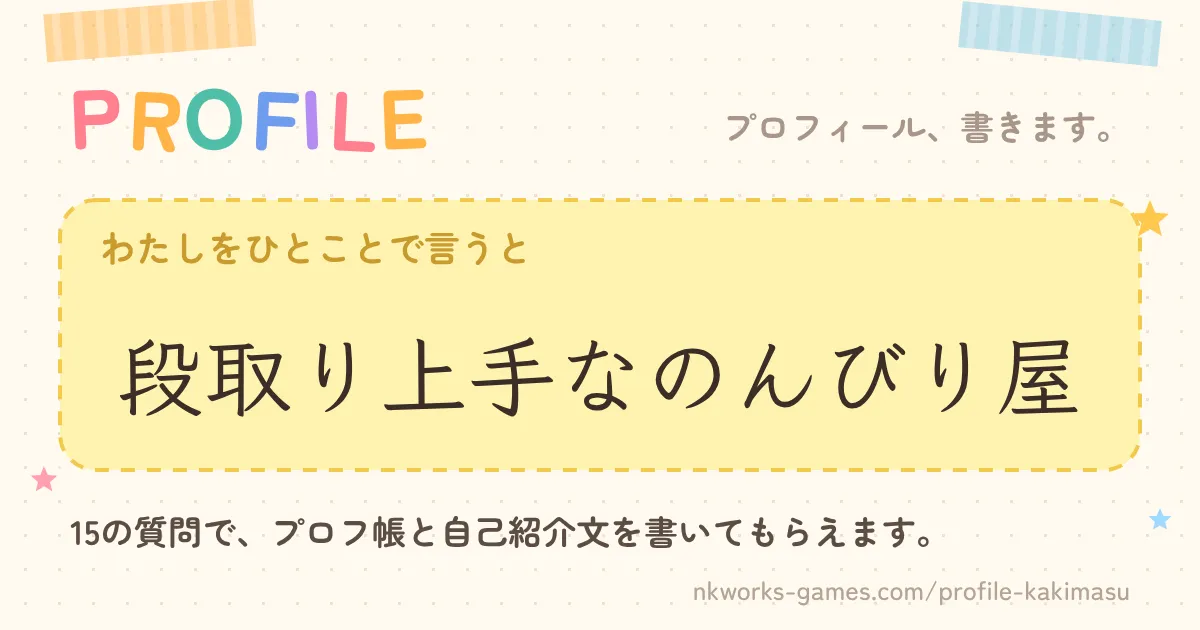 PROFILE
プロフィール、書きます。
わたしをひとことで言うと
段取り上手なのんびり屋
15の質問で、プロフ帳と自己紹介文を書いてもらえます。
nkworks-games.com/profile-kakimasu